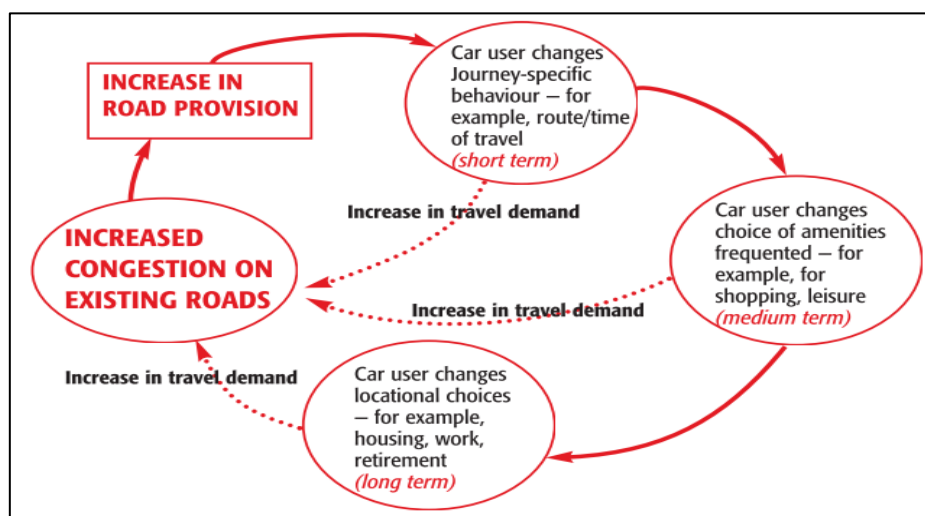 INCREASE IN
ROAD PROVISION
Car user changes
Journey-specific
behaviour – for
example, route/time
of travel
(short term)
Increase in travel demand
INCREASED
CONGESTION ON
EXISTING ROADS
Car user changes
choice of amenities
frequented – for
example, for
shopping, leisure
(medium term)
Increase in travel demand
Increase in travel demand
Car user changes
locational choices
– for example,
housing, work,
retirement
(long term)